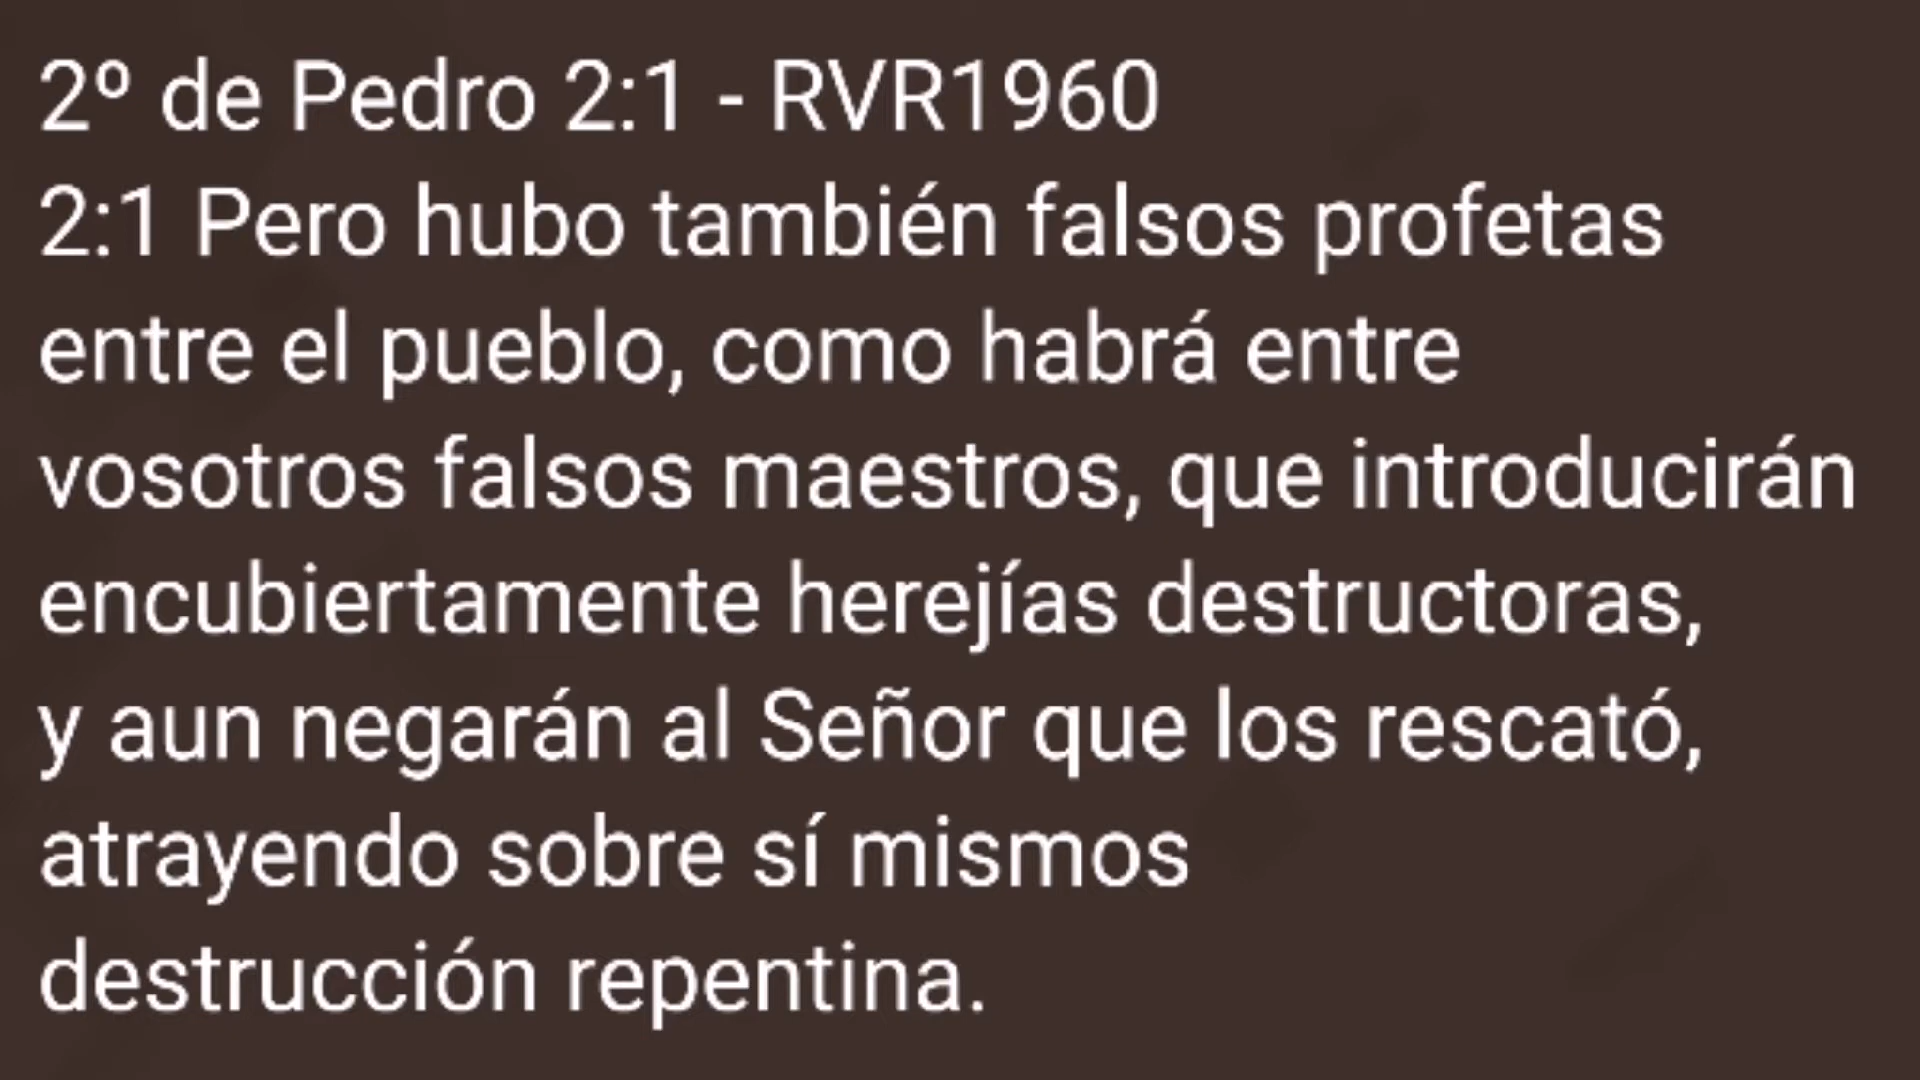 2º de Pedro 2:1 - RVR1960
2:1 Pero hubo también falsos profetas
entre el pueblo, como habrá entre
vosotros falsos maestros, que introducirán
encubiertamente herejías destructoras,
y aun negarán al Señor que los rescató,
atrayendo sobre sí mismos
destrucción repentina.